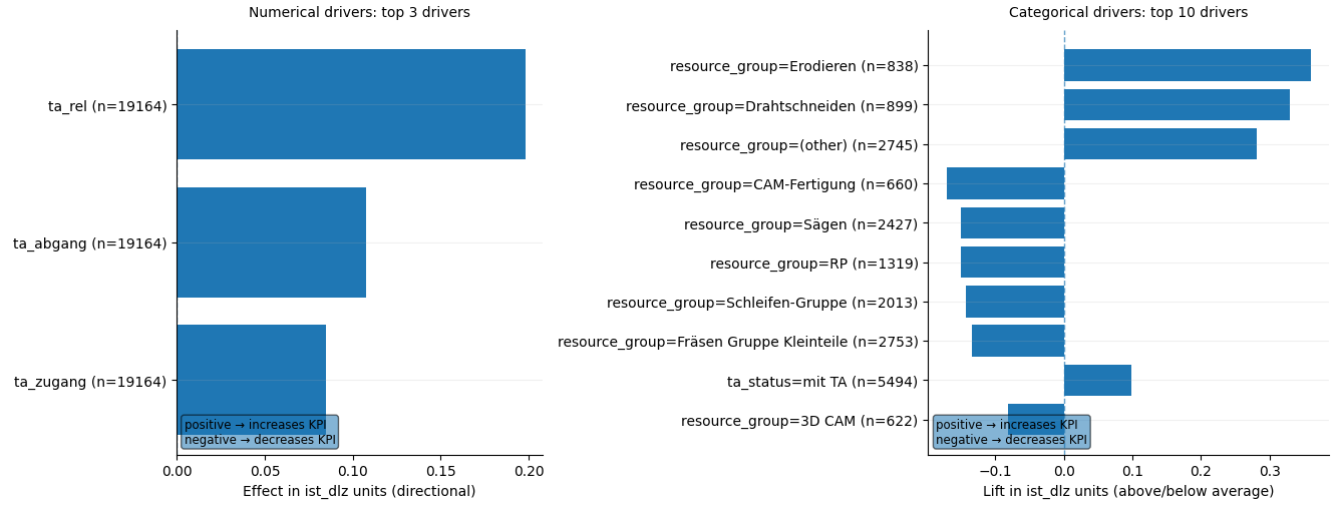 Numerical drivers: top 3 drivers
ta_rel (n=19164)
ta_abgang (n=19164)
ta_zugang (n=19164)
positive → increases KPI
negative → decreases KPI
0.00
0.05
0.10
0.15
0.20
Effect in ist_dlz units (directional)
Categorical drivers: top 10 drivers
resource_group=Erodieren (n=838)
resource_group=Drahtschneiden (n=899)
resource_group=(other) (n=2745)
resource_group=CAM-Fertigung (n=660)
resource_group=Sägen (n=2427)
resource_group=RP (n=1319)
resource_group=Schleifen-Gruppe (n=2013)
resource_group=Fräsen Gruppe Kleinteile (n=2753)
ta_status=mit TA (n=5494)
resource_group=3D CAM (n=622)
positive → increases KPI
negative → decreases KPI
−0.1
0.0
0.1
0.2
0.3
Lift in ist_dlz units (above/below average)